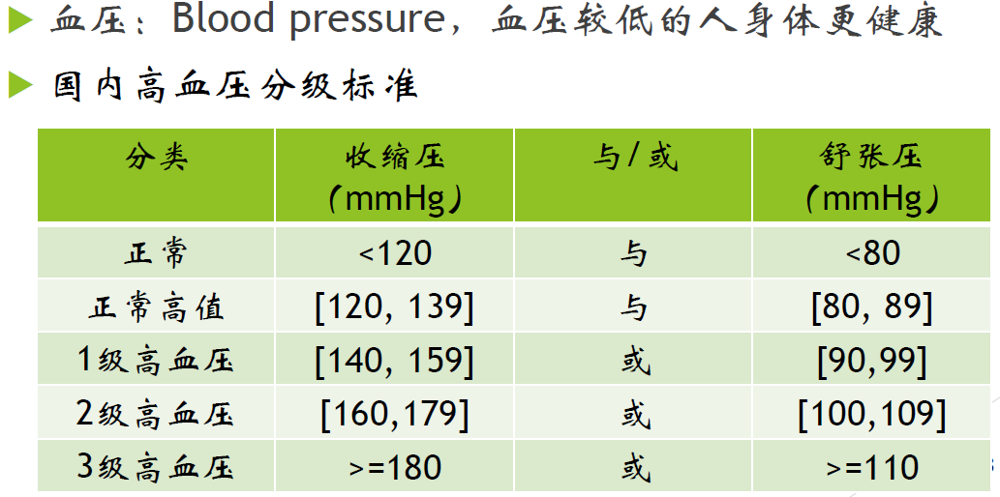 血压：Blood pressure，血压较低的人身体更健康
国内高血压分级标准
分类 收缩压 与/或 舒张压
（mmHg） （mmHg）
正常 <120 与 <80
正常高值 [120, 139] 与 [80, 89]
1级高血压 [140, 159] 或 [90,99]
2级高血压 [160,179] 或 [100,109]
3级高血压 >=180 或 >=110